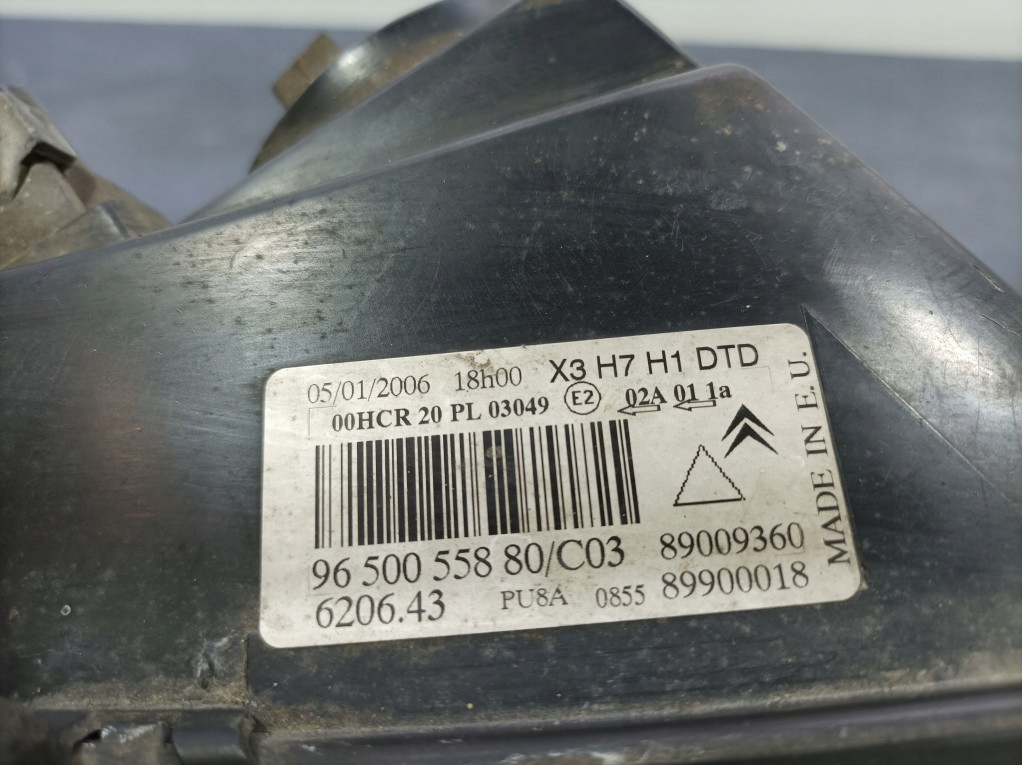 05/01/2006 18h00 X3 H7 H1 DTD
00HCR 20 PL 03049 E2 02A 01 1a
96 500 558 80/C03 89009360
6206.43 PU8A 0855 89900018
MADE IN E.U.